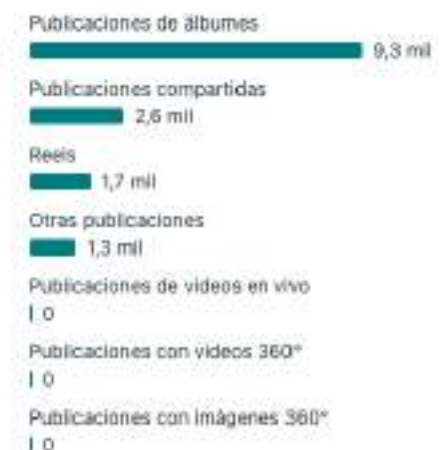 Publicaciones de álbumes
9,3 mil
Publicaciones compartidas
2,6 mil
Reels
1,7 mil
Otras publicaciones
1,3 mil
Publicaciones de videos en vivo
0
Publicaciones con videos 360°
0
Publicaciones con imágenes 360°
0